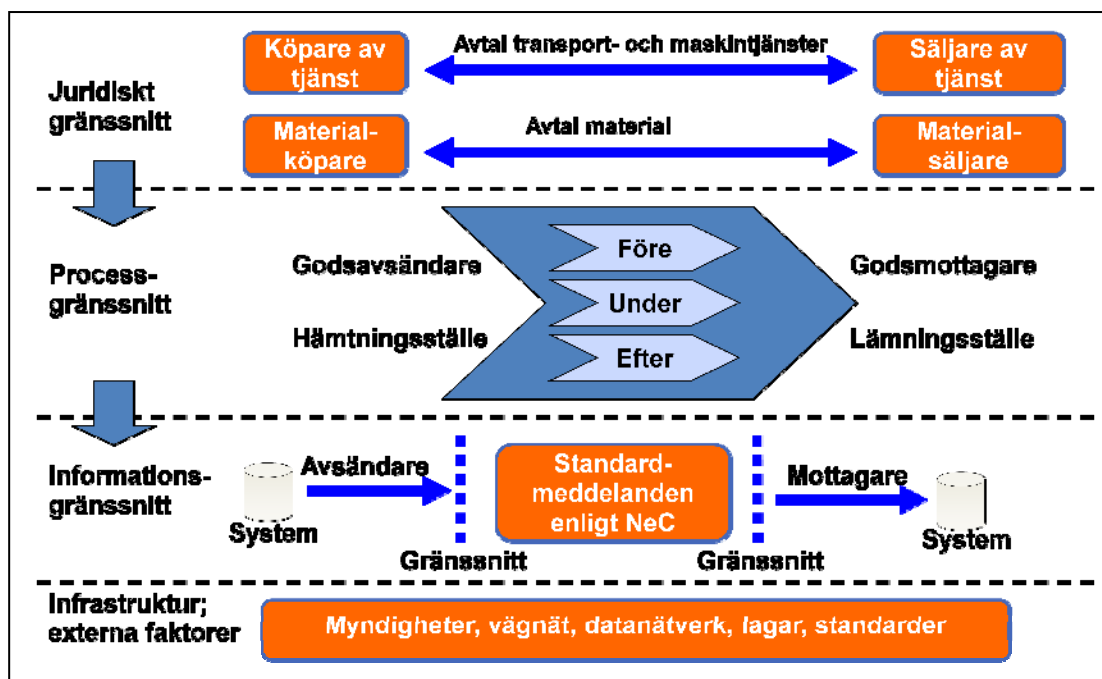 Köpare av
tjänst
Avtal transport- och maskintjänster
Säljare av
tjänst
Juridiskt
gränssnitt
Material-
köpare
Avtal material
Material-
säljare
Process-
gränssnitt
Godsavsändare
Hämtningsställe
Före
Under
Efter
Godsmottagare
Lämningsställe
Informations-
gränssnitt
System
Avsändare
Gränssnitt
Standard-
meddelanden
enligt NeC
Gränssnitt
Mottagare
System
Infrastruktur;
externa faktorer
Myndigheter, vägnät, datanätverk, lagar, standarder